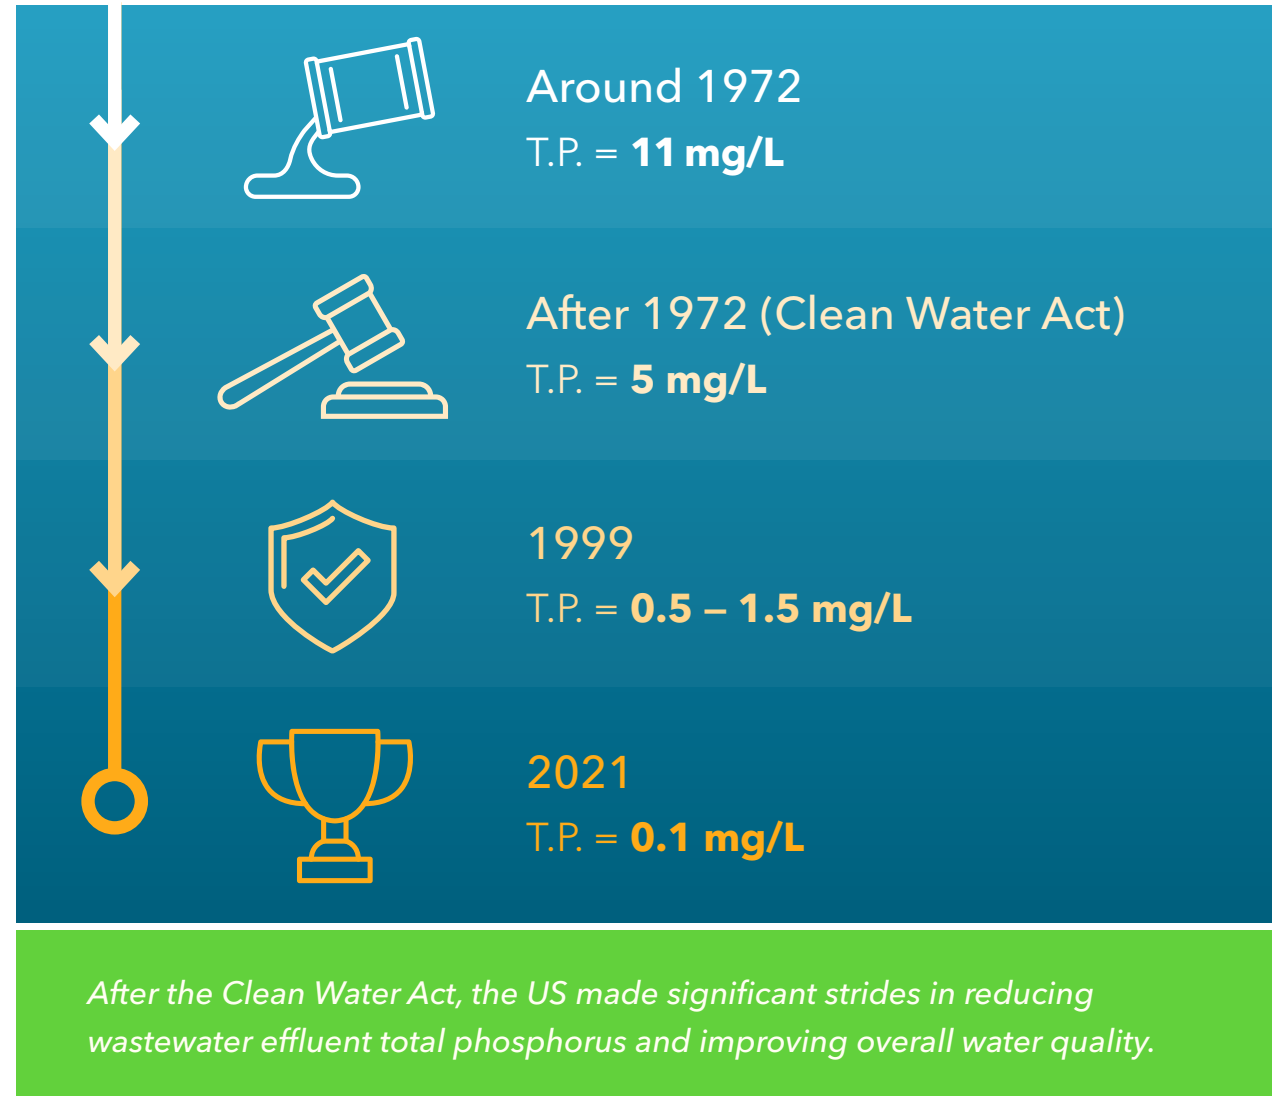 Around 1972
T.P. = 11 mg/L
After 1972 (Clean Water Act)
T.P. = 5 mg/L
1999
T.P. = 0.5 – 1.5 mg/L
2021
T.P. = 0.1 mg/L
After the Clean Water Act, the US made significant strides in reducing
wastewater effluent total phosphorus and improving overall water quality.